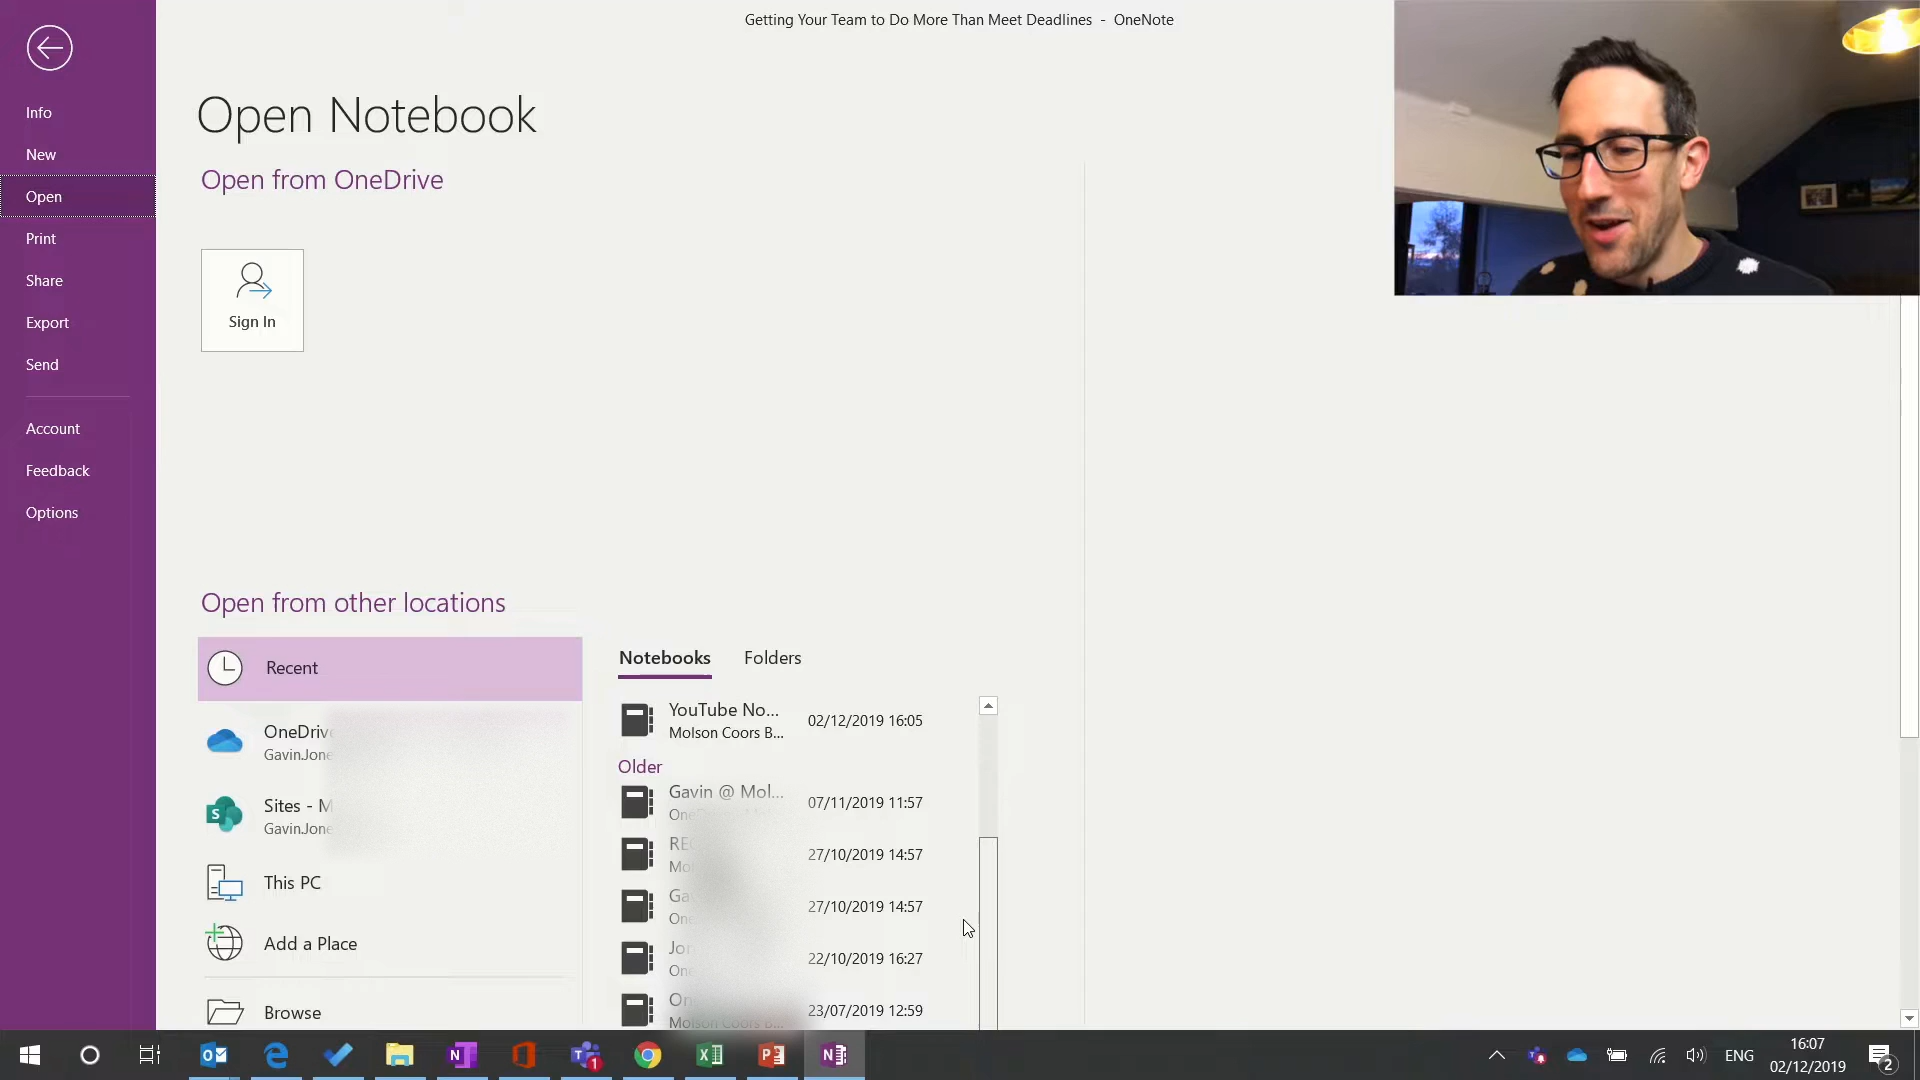 Getting Your Team to Do More Than Meet Deadlines - OneNote
Info
New
Open
Print
Share
Export
Send
Account
Feedback
Options
Open Notebook
Open from OneDrive
Sign In
Open from other locations
Recent
OneDrive
GavinJone
Sites - M
GavinJone
This PC
Add a Place
Browse
Notebooks Folders
YouTube No... 02/12/2019 16:05
Molson Coors B...
Older
Gavin @ Mol... 07/11/2019 11:57
27/10/2019 14:57
27/10/2019 14:57
22/10/2019 16:27
23/07/2019 12:59
Molson Coors B...
ENG
16:07
02/12/2019